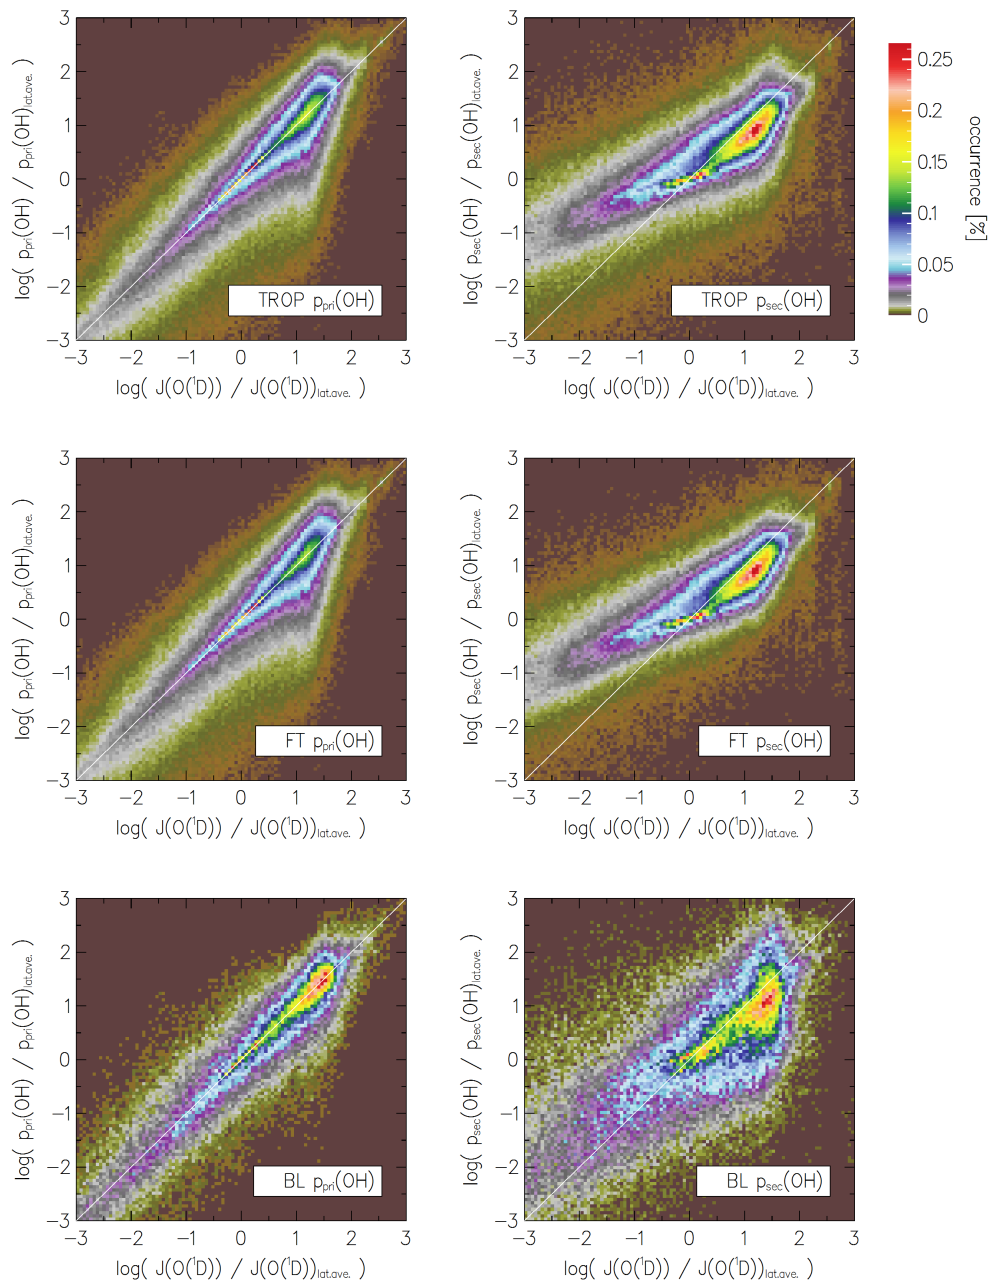 3
2
1
0
−1
−2
−3
log( p_pri(OH) / p_pri(OH)_lat.ave. )
TROP p_pri(OH)
−3 −2 −1 0 1 2 3
log( J(O(¹D)) / J(O(¹D))_lat.ave. )
3
2
1
0
−1
−2
−3
log( p_sec(OH) / p_sec(OH)_lat.ave. )
TROP p_sec(OH)
−3 −2 −1 0 1 2 3
log( J(O(¹D)) / J(O(¹D))_lat.ave. )
0.25
0.2
0.15
0.1
0.05
0
occurrence [%]
3
2
1
0
−1
−2
−3
log( p_pri(OH) / p_pri(OH)_lat.ave. )
FT p_pri(OH)
−3 −2 −1 0 1 2 3
log( J(O(¹D)) / J(O(¹D))_lat.ave. )
3
2
1
0
−1
−2
−3
log( p_sec(OH) / p_sec(OH)_lat.ave. )
FT p_sec(OH)
−3 −2 −1 0 1 2 3
log( J(O(¹D)) / J(O(¹D))_lat.ave. )
3
2
1
0
−1
−2
−3
log( p_pri(OH) / p_pri(OH)_lat.ave. )
BL p_pri(OH)
−3 −2 −1 0 1 2 3
log( J(O(¹D)) / J(O(¹D))_lat.ave. )
3
2
1
0
−1
−2
−3
log( p_sec(OH) / p_sec(OH)_lat.ave. )
BL p_sec(OH)
−3 −2 −1 0 1 2 3
log( J(O(¹D)) / J(O(¹D))_lat.ave. )